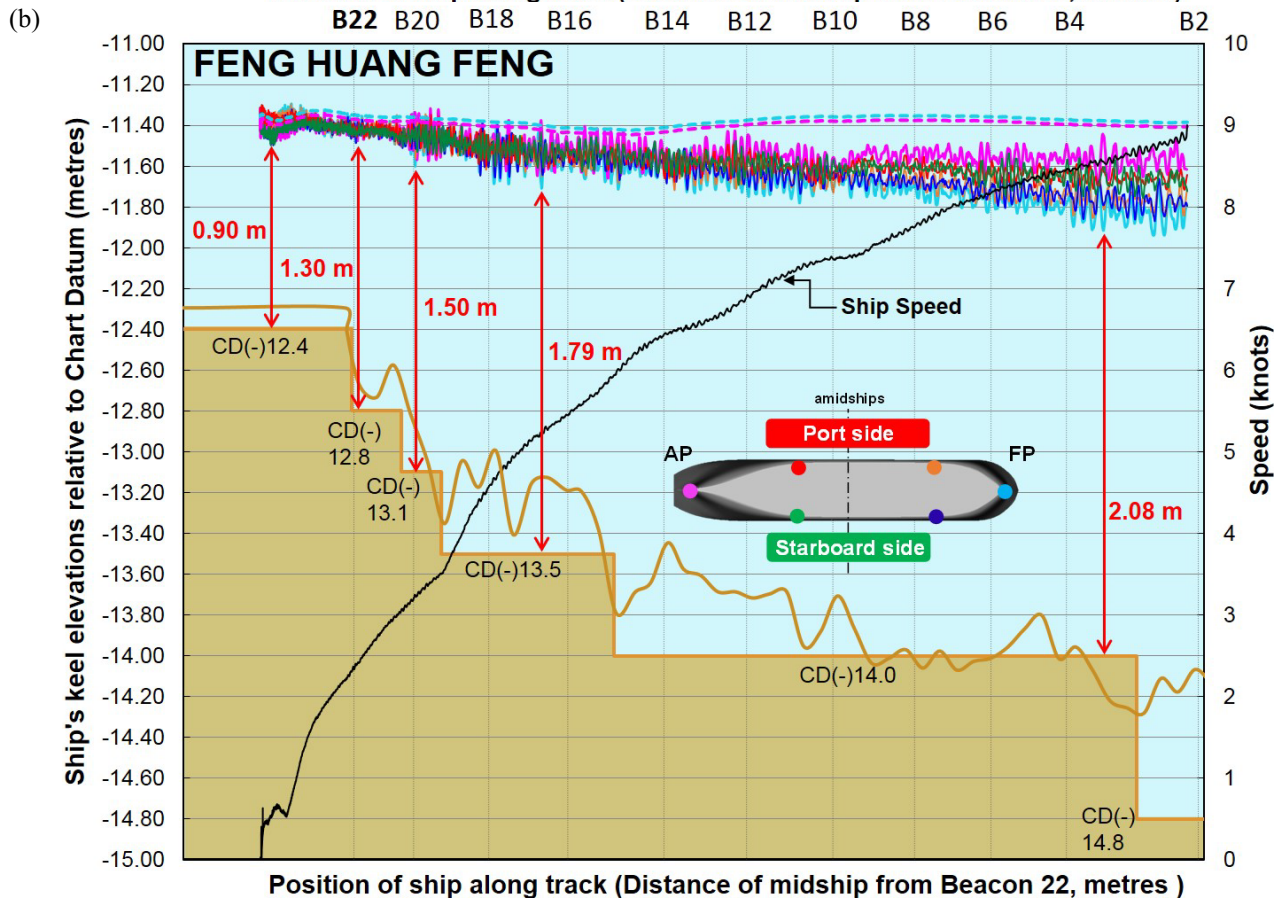 (b)
B22 B20 B18 B16 B14 B12 B10 B8 B6 B4 B2
FENG HUANG FENG
Ship's keel elevations relative to Chart Datum (metres)
-11.00
-11.20
-11.40
-11.60
-11.80
-12.00
-12.20
-12.40
-12.60
-12.80
-13.00
-13.20
-13.40
-13.60
-13.80
-14.00
-14.20
-14.40
-14.60
-14.80
-15.00
0.90 m
1.30 m
1.50 m
1.79 m
2.08 m
Ship Speed
CD(-)12.4
CD(-)
12.8
CD(-)
13.1
CD(-)13.5
CD(-)14.0
CD(-)
14.8
amidships
Port side
AP
FP
Starboard side
10
9
8
7
6
5
4
3
2
1
0
Speed (knots)
Position of ship along track (Distance of midship from Beacon 22, metres )